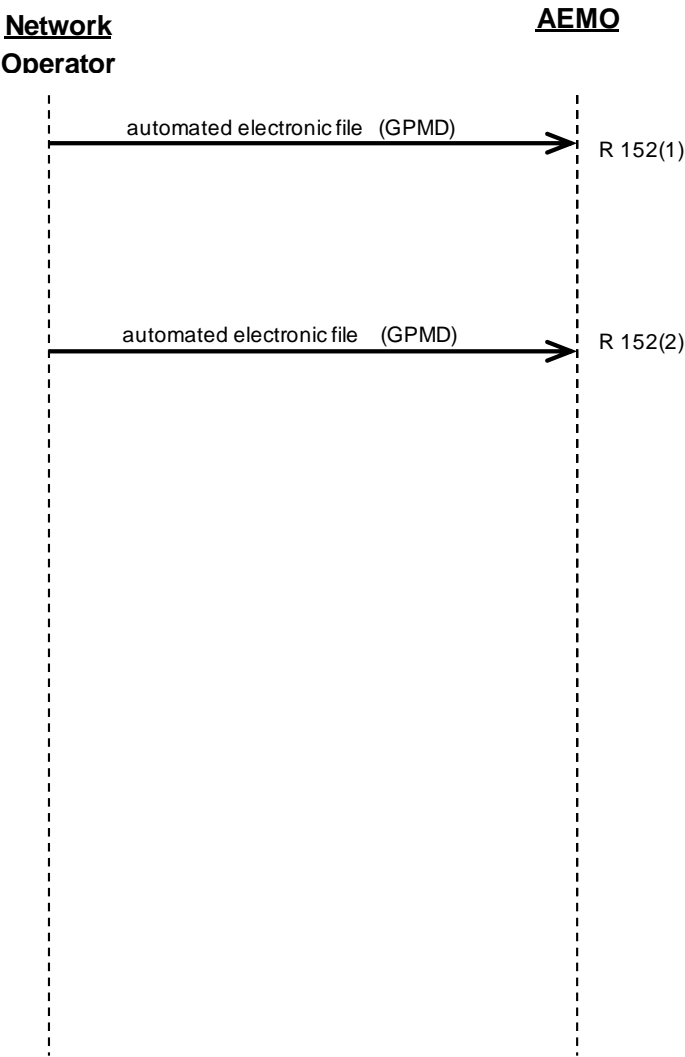 Network
Operator
AEMO
automated electronic file (GPMD)
R 152(1)
automated electronic file (GPMD)
R 152(2)